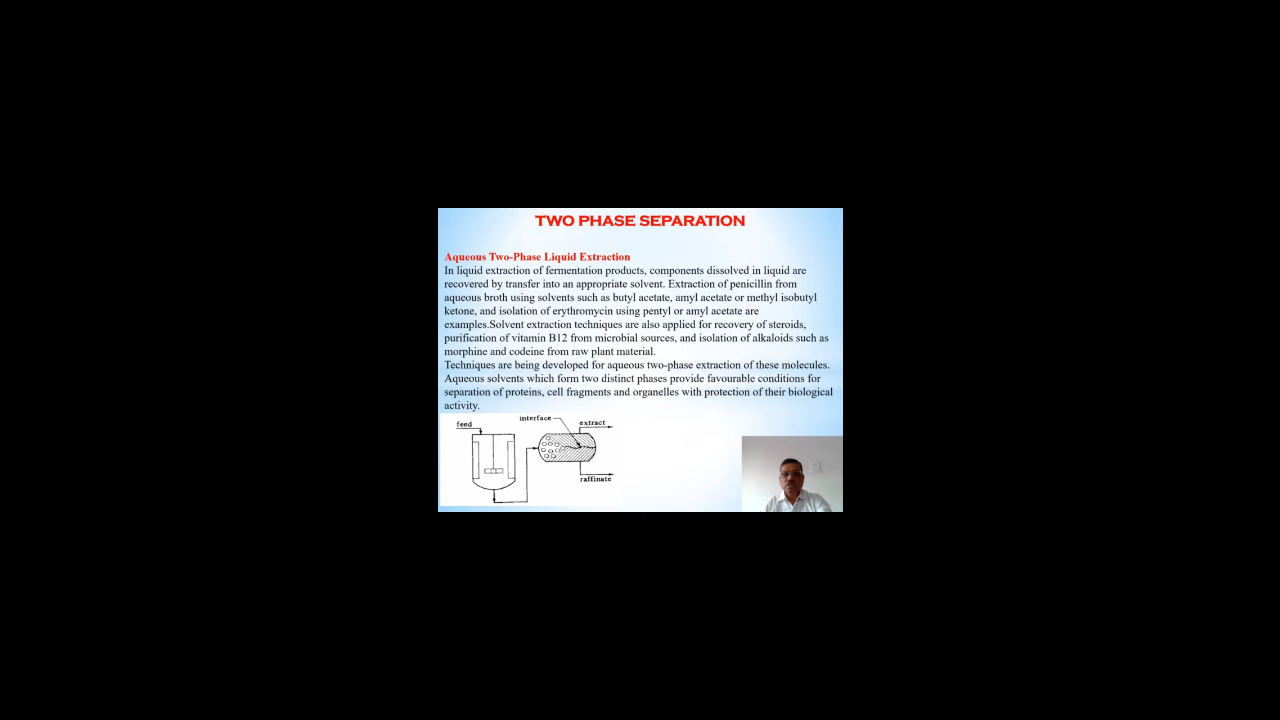 TWO PHASE SEPARATION
Aqueous Two-Phase Liquid Extraction
In liquid extraction of fermentation products, components dissolved in liquid are
recovered by transfer into an appropriate solvent. Extraction of penicillin from
aqueous broth using solvents such as butyl acetate, amyl acetate or methyl isobutyl
ketone, and isolation of erythromycin using pentyl or amyl acetate are
examples.Solvent extraction techniques are also applied for recovery of steroids,
purification of vitamin B12 from microbial sources, and isolation of alkaloids such as
morphine and codeine from raw plant material.
Techniques are being developed for aqueous two-phase extraction of these molecules.
Aqueous solvents which form two distinct phases provide favourable conditions for
separation of proteins, cell fragments and organelles with protection of their biological
activity.
feed
interface
extract
raffinate